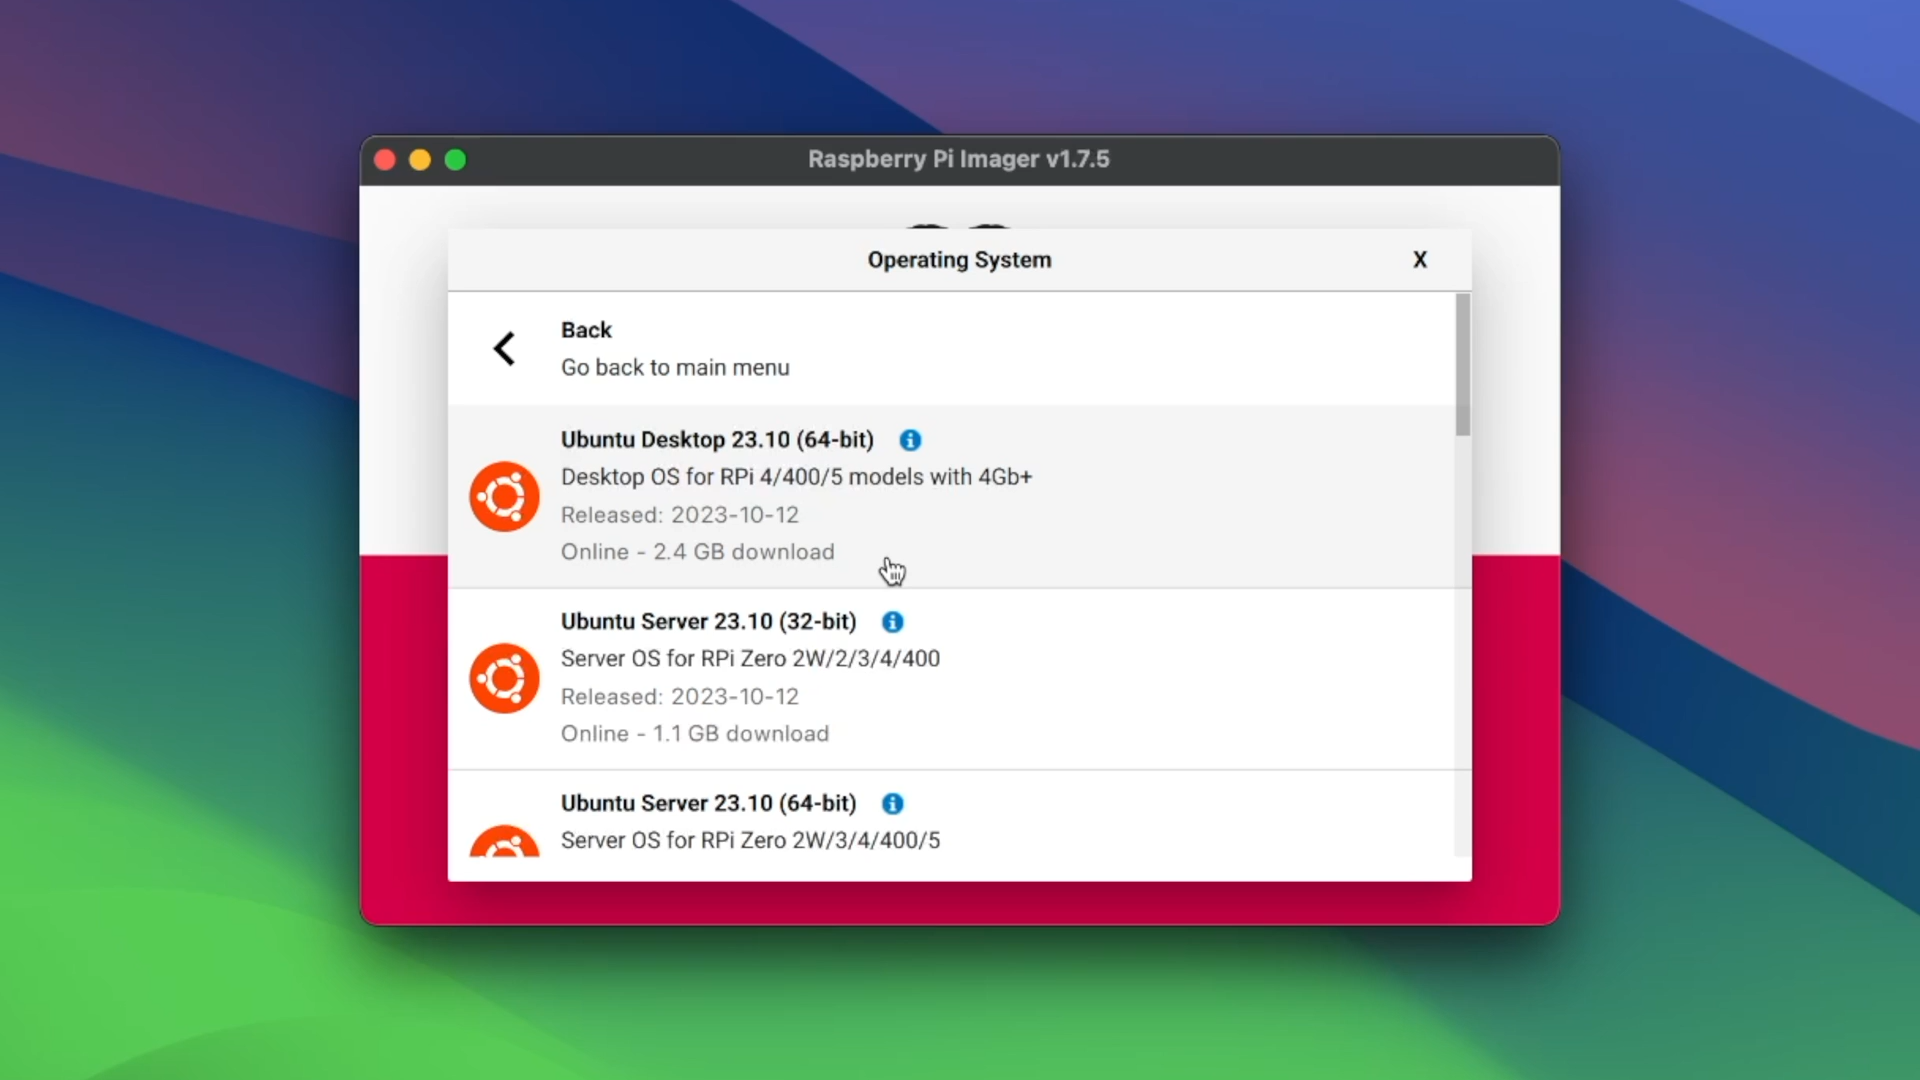 Raspberry Pi Imager v1.7.5
Operating System
X
Back
Go back to main menu
Ubuntu Desktop 23.10 (64-bit)
Desktop OS for RPi 4/400/5 models with 4Gb+
Released: 2023-10-12
Online - 2.4 GB download
Ubuntu Server 23.10 (32-bit)
Server OS for RPi Zero 2W/2/3/4/400
Released: 2023-10-12
Online - 1.1 GB download
Ubuntu Server 23.10 (64-bit)
Server OS for RPi Zero 2W/3/4/400/5